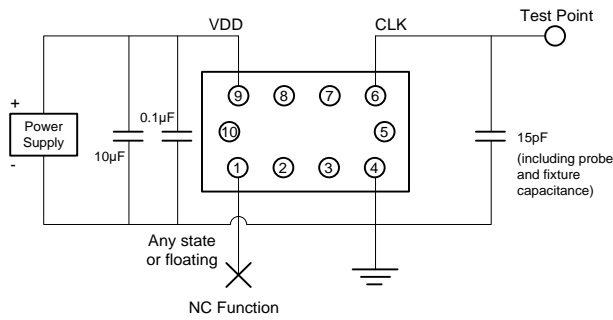 Test Point
VDD
CLK
9
8
7
6
+
Power
Supply
-
10µF
0.1µF
10
5
15pF
(including probe
and fixture
capacitance)
1
2
3
4
Any state
or floating
NC Function